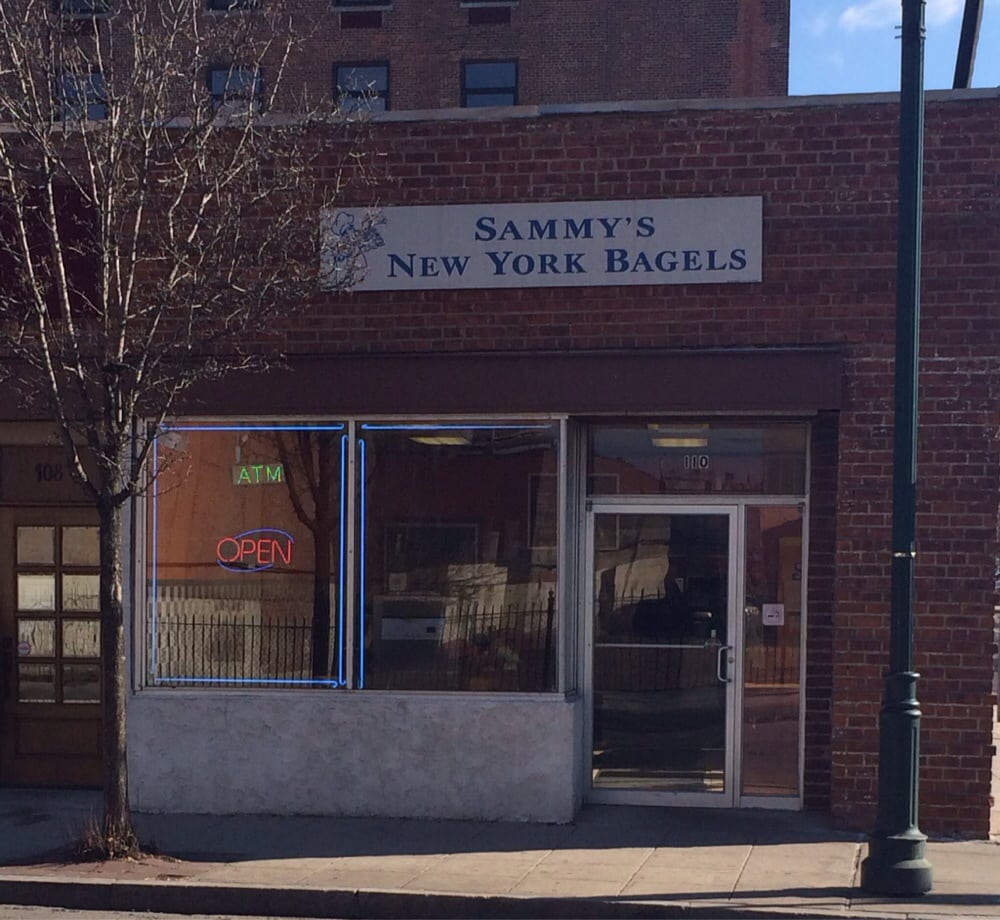 SAMMY'S
NEW YORK BAGELS
ATM
OPEN
110
108